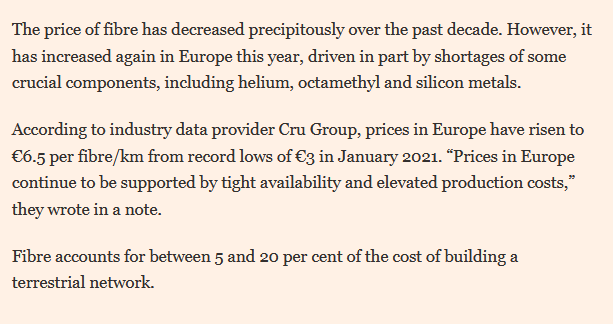 The price of fibre has decreased precipitously over the past decade. However, it
has increased again in Europe this year, driven in part by shortages of some
crucial components, including helium, octamethyl and silicon metals.
According to industry data provider Cru Group, prices in Europe have risen to
€6.5 per fibre/km from record lows of €3 in January 2021. “Prices in Europe
continue to be supported by tight availability and elevated production costs,”
they wrote in a note.
Fibre accounts for between 5 and 20 per cent of the cost of building a
terrestrial network.